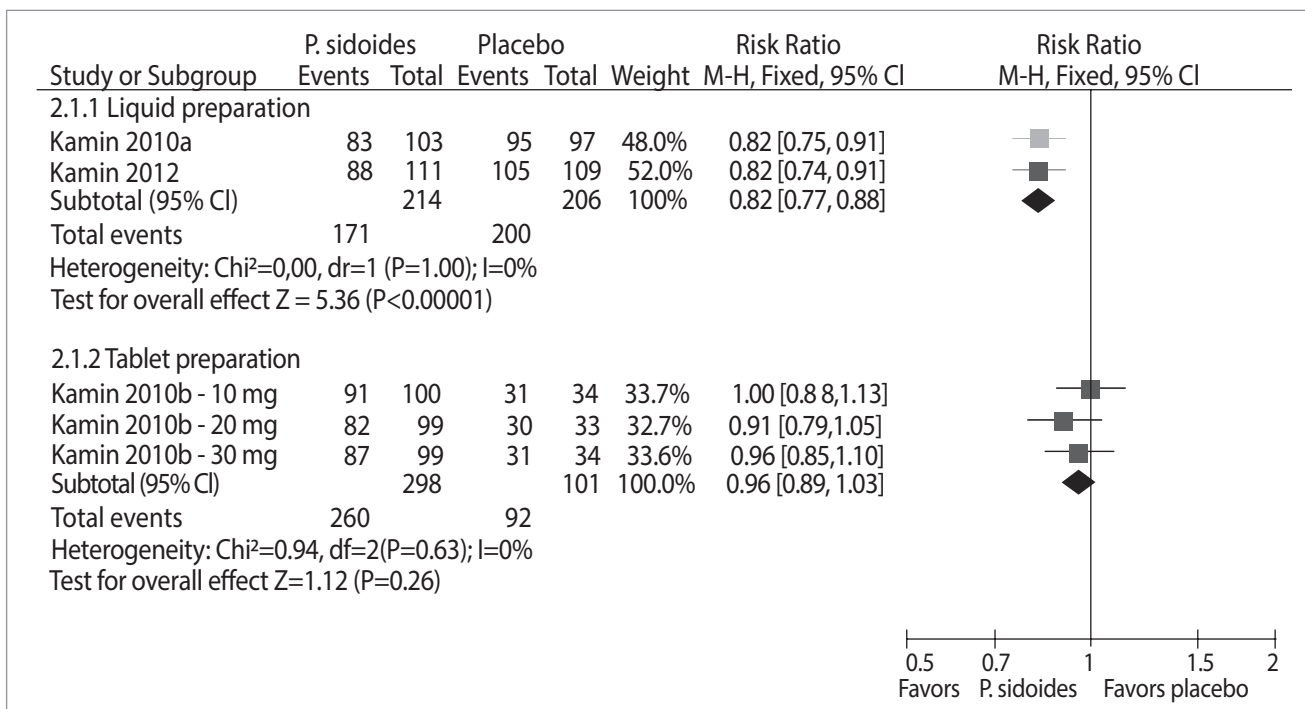 P. sidoides Placebo Risk Ratio Risk Ratio
Study or Subgroup Events Total Events Total Weight M-H, Fixed, 95% Cl M-H, Fixed, 95% Cl
2.1.1 Liquid preparation
Kamin 2010a 83 103 95 97 48.0% 0.82 [0.75, 0.91]
Kamin 2012 88 111 105 109 52.0% 0.82 [0.74, 0.91]
Subtotal (95% Cl) 214 206 100% 0.82 [0.77, 0.88]
Total events 171 200
Heterogeneity: Chi²=0,00, dr=1 (P=1.00); I=0%
Test for overall effect Z = 5.36 (P<0.00001)
2.1.2 Tablet preparation
Kamin 2010b - 10 mg 91 100 31 34 33.7% 1.00 [0.8 8,1.13]
Kamin 2010b - 20 mg 82 99 30 33 32.7% 0.91 [0.79,1.05]
Kamin 2010b - 30 mg 87 99 31 34 33.6% 0.96 [0.85,1.10]
Subtotal (95% Cl) 298 101 100.0% 0.96 [0.89, 1.03]
Total events 260 92
Heterogeneity: Chi²=0.94, df=2(P=0.63); I=0%
Test for overall effect Z=1.12 (P=0.26)
0.5 0.7 1 1.5 2
Favors P. sidoides Favors placebo